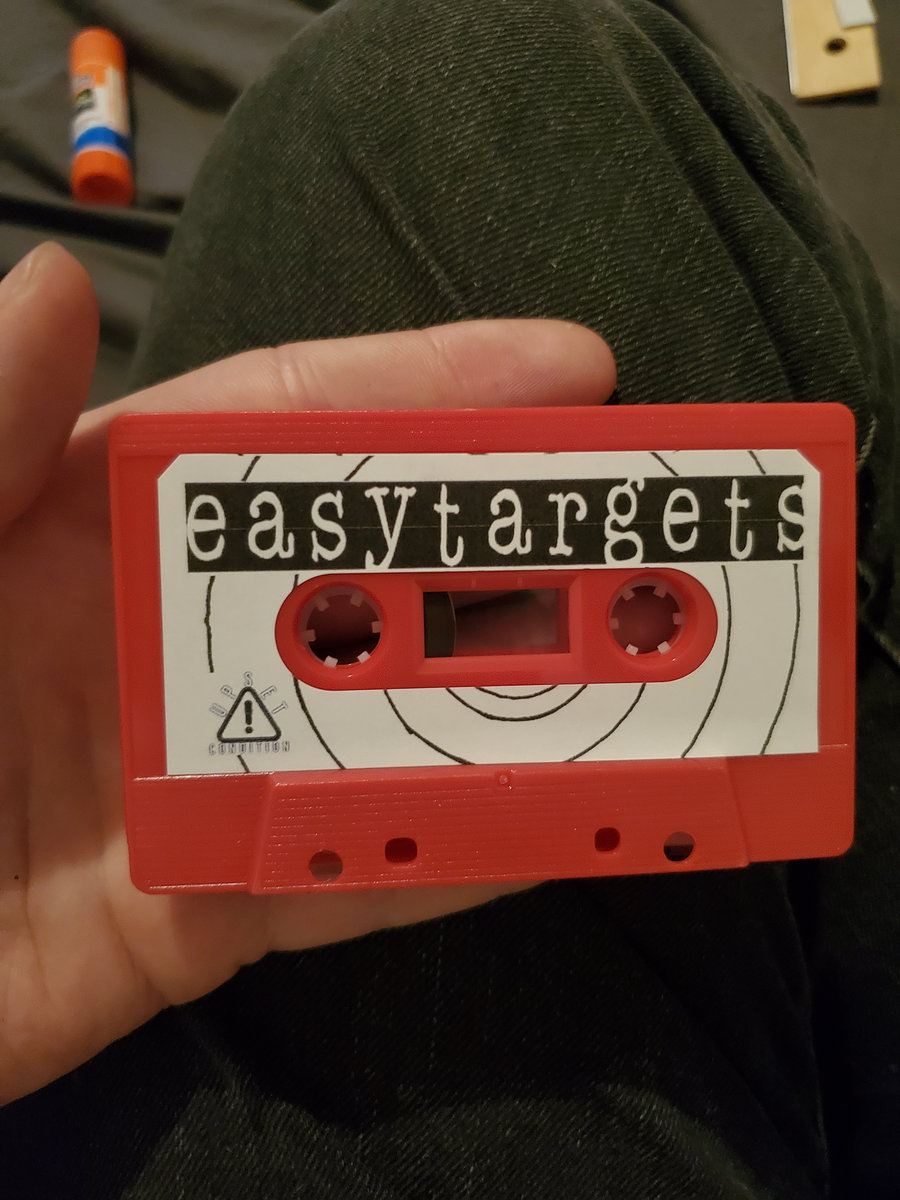 easytargets
UPSET
!
CONDITION